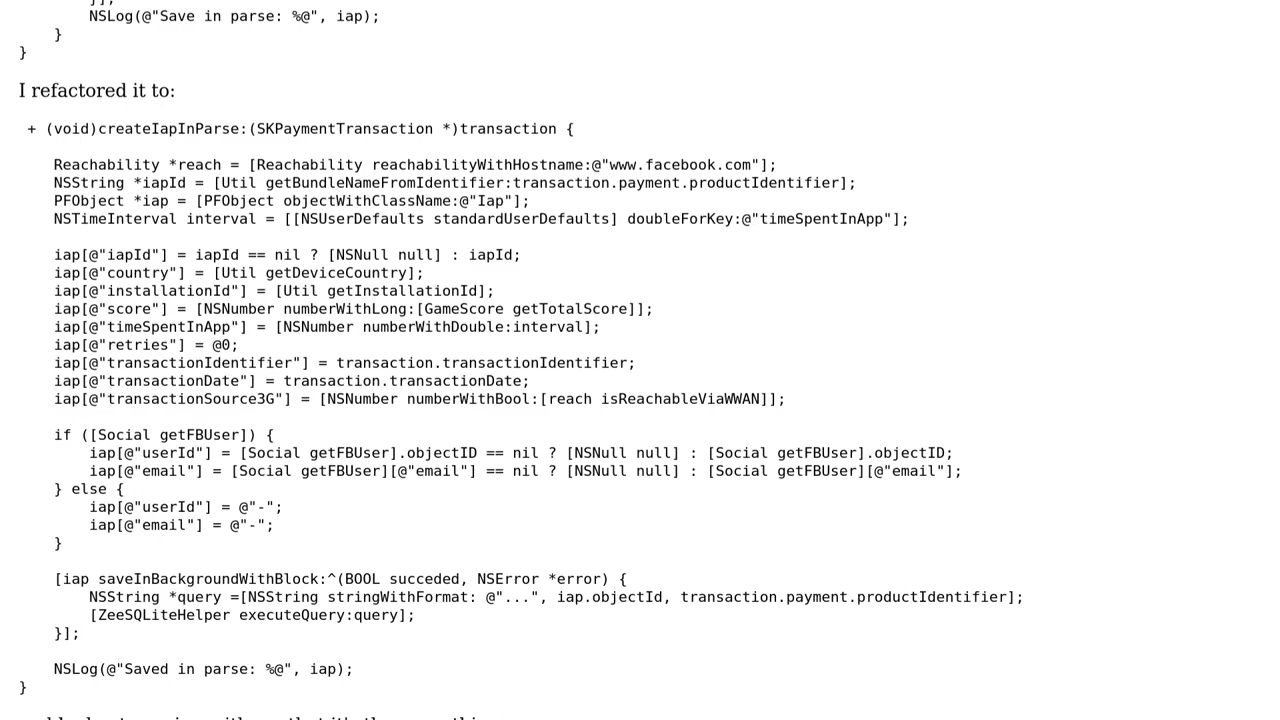 NSLog(@"Save in parse: %@", iap);
}
}
I refactored it to:
+ (void)createIapInParse:(SKPaymentTransaction *)transaction {
Reachability *reach = [Reachability reachabilityWithHostname:@"www.facebook.com"];
NSString *iapId = [Util getBundleNameFromIdentifier:transaction.payment.productIdentifier];
PFObject *iap = [PFObject objectWithClassName:@"Iap"];
NSTimeInterval interval = [[NSUserDefaults standardUserDefaults] doubleForKey:@"timeSpentInApp"];
iap[@"iapId"] = iapId == nil ? [NSNull null] : iapId;
iap[@"country"] = [Util getDeviceCountry];
iap[@"installationId"] = [Util getInstallationId];
iap[@"score"] = [NSNumber numberWithLong:[GameScore getTotalScore]];
iap[@"timeSpentInApp"] = [NSNumber numberWithDouble:interval];
iap[@"retries"] = @0;
iap[@"transactionIdentifier"] = transaction.transactionIdentifier;
iap[@"transactionDate"] = transaction.transactionDate;
iap[@"transactionSource3G"] = [NSNumber numberWithBool:[reach isReachableViaWWAN]];
if ([Social getFBUser]) {
iap[@"userId"] = [Social getFBUser].objectID == nil ? [NSNull null] : [Social getFBUser].objectID;
iap[@"email"] = [Social getFBUser][@"email"] == nil ? [NSNull null] : [Social getFBUser][@"email"];
} else {
iap[@"userId"] = @"-";
iap[@"email"] = @"-";
}
[iap saveInBackgroundWithBlock:^(BOOL succeded, NSError *error) {
NSString *query =[NSString stringWithFormat: @"...", iap.objectId, transaction.payment.productIdentifier];
[ZeeSQLiteHelper executeQuery:query];
}];
NSLog(@"Saved in parse: %@", iap);
}